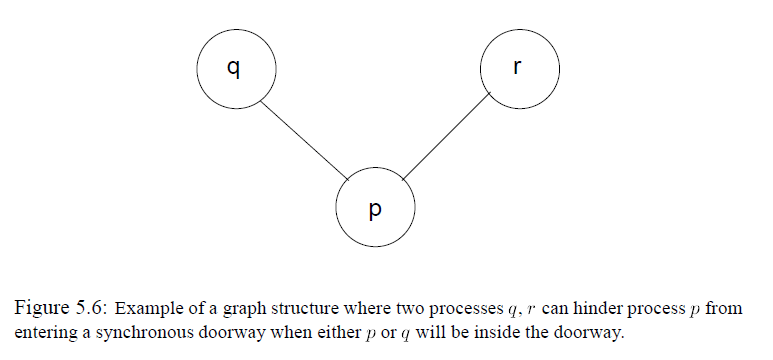 q
r
p
Figure 5.6: Example of a graph structure where two processes q, r can hinder process p from
entering a synchronous doorway when either p or q will be inside the doorway.